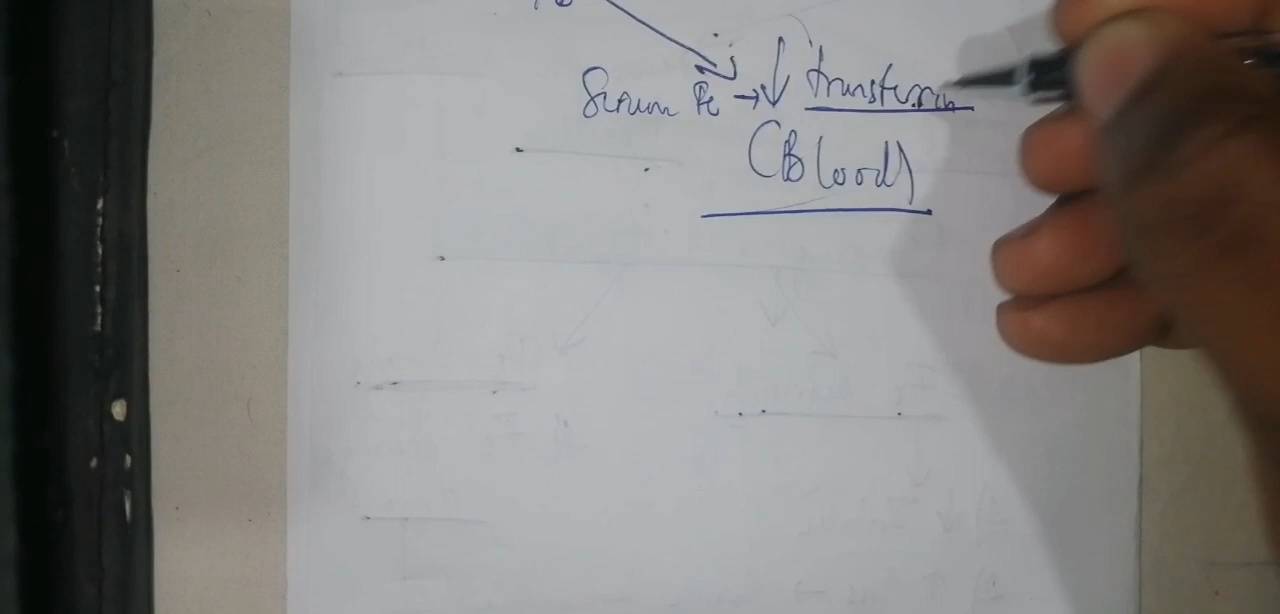 Serum Fe → ↓ transferrin
(Blood)